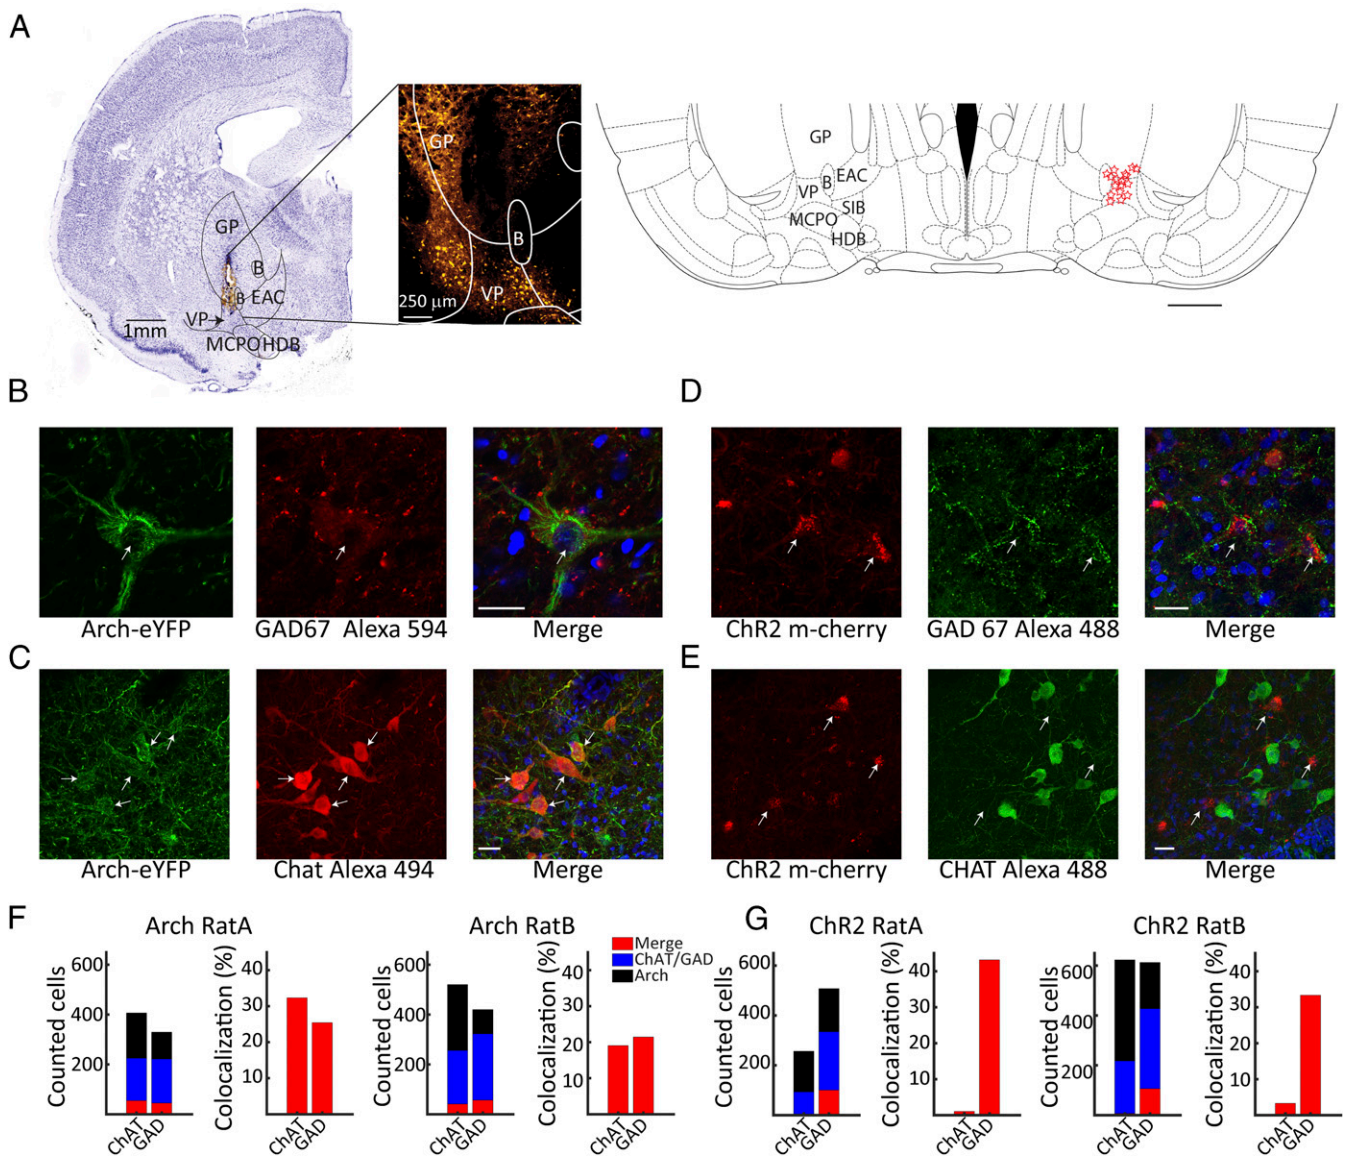 A
GP
B
B EAC
VP
1mm
MCPO HDB
GP
B
VP
250 µm
GP
B EAC
VP
SIB
MCPO
HDB
B
Arch-eYFP
GAD67 Alexa 594
Merge
D
ChR2 m-cherry
GAD 67 Alexa 488
Merge
C
Arch-eYFP
Chat Alexa 494
Merge
E
ChR2 m-cherry
CHAT Alexa 488
Merge
F
Arch RatA
Counted cells
600
400
200
ChAT
GAD
Colocalization (%)
40
30
20
10
ChAT
GAD
Arch RatB
Counted cells
600
400
200
ChAT
GAD
Merge
ChAT/GAD
Arch
Colocalization (%)
40
30
20
10
ChAT
GAD
G
ChR2 RatA
Counted cells
600
400
200
ChAT
GAD
Colocalization (%)
40
30
20
10
ChAT
GAD
ChR2 RatB
Counted cells
600
400
200
ChAT
GAD
Colocalization (%)
40
30
20
10
ChAT
GAD